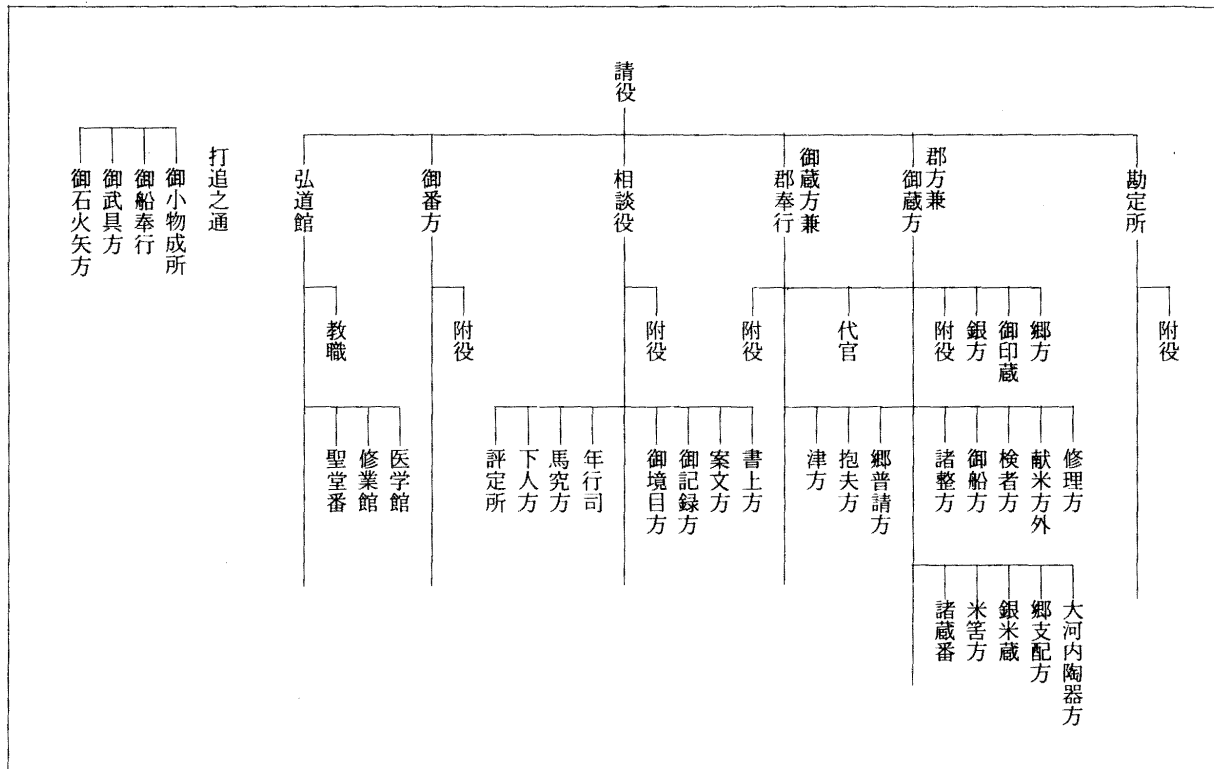 請役
勘定所
郡方兼
御蔵方
御蔵方兼
郡奉行
相談役
御番方
弘道館
附役
郷方
御印蔵
銀方
附役
代官
附役
附役
附役
教職
修理方
献米方外
検者方
御船方
諸整方
郷普請方
抱夫方
津方
書上方
案文方
御記録方
御境目方
年行司
馬究方
下人方
評定所
医学館
修業館
聖堂番
大河内陶器方
郷支配方
銀米蔵
米筈方
諸蔵番
打追之通
御小物成所
御船奉行
御武具方
御石火矢方